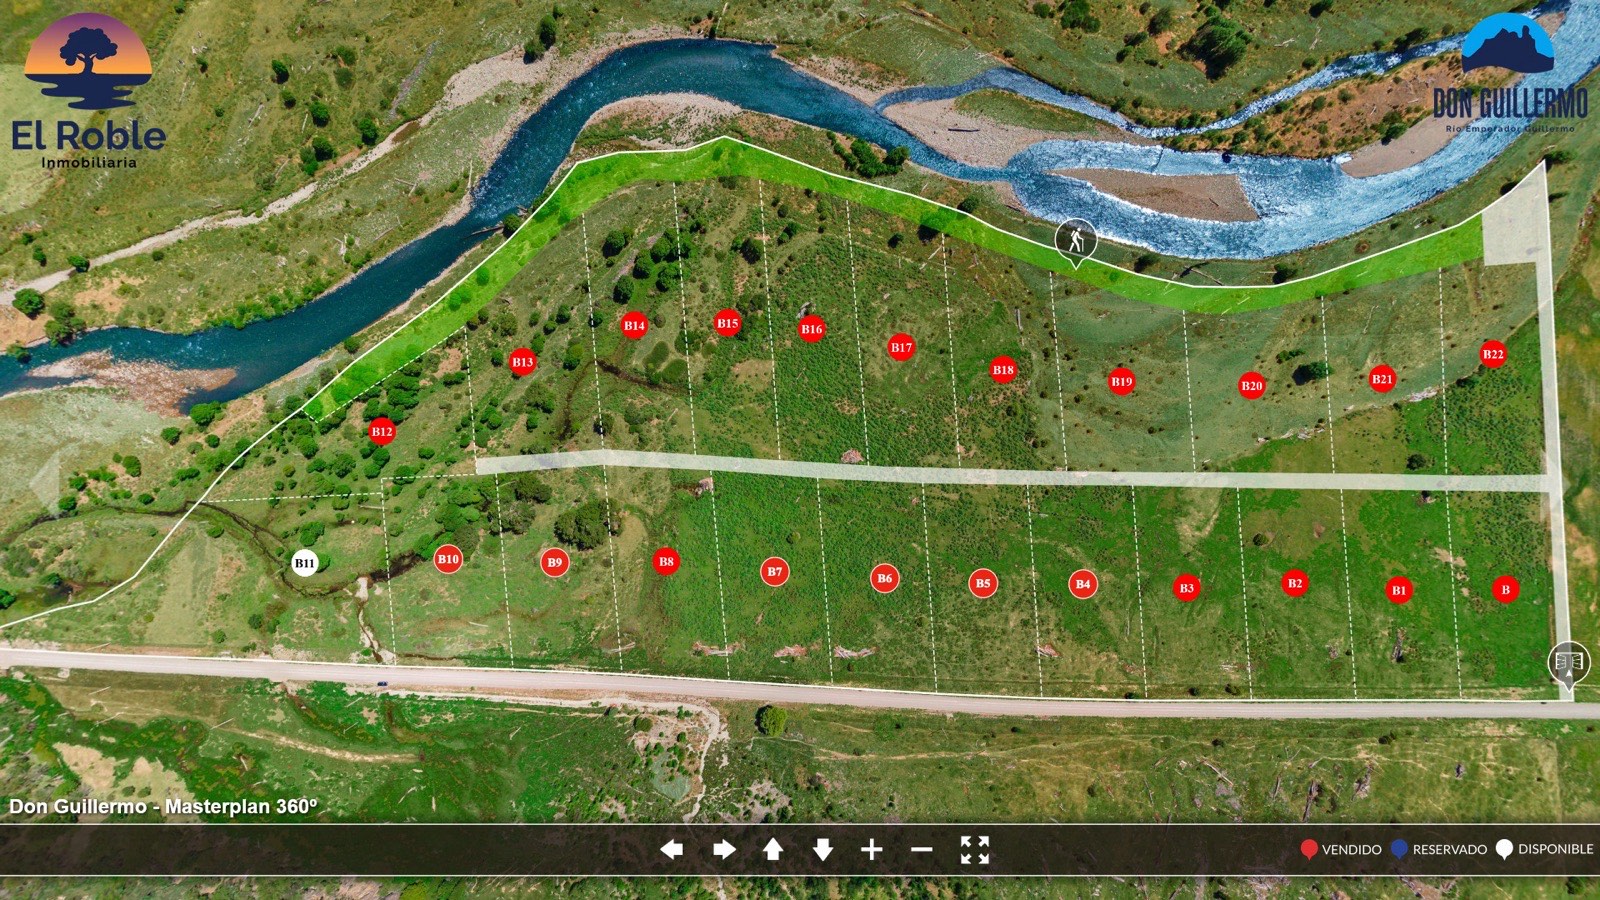 El Roble
Inmobiliaria
DON GUILLERMO
Río Emperador Guillermo
B14
B15
B16
B17
B13
B18
B19
B20
B21
B22
B12
B11
B10
B9
B8
B7
B6
B5
B4
B3
B2
B1
B
Don Guillermo - Masterplan 360º
VENDIDO
RESERVADO
DISPONIBLE